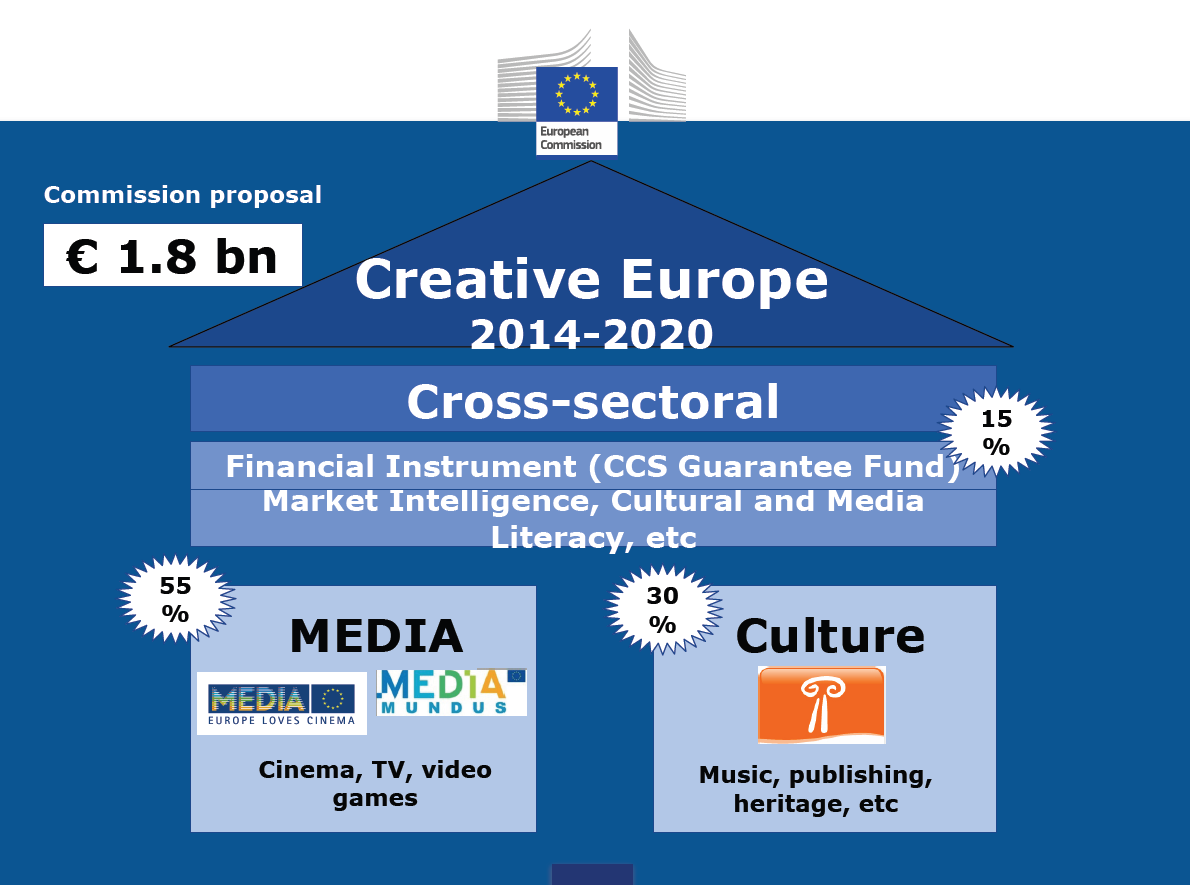 European
Commission
Commission proposal
€ 1.8 bn
Creative Europe
2014-2020
Cross-sectoral
15
%
Financial Instrument (CCS Guarantee Fund)
Market Intelligence, Cultural and Media
Literacy, etc
55
%
MEDIA
MEDIA
EUROPE LOVES CINEMA
MEDIA
MUNDUS
Cinema, TV, video
games
30
%
Culture
Music, publishing,
heritage, etc